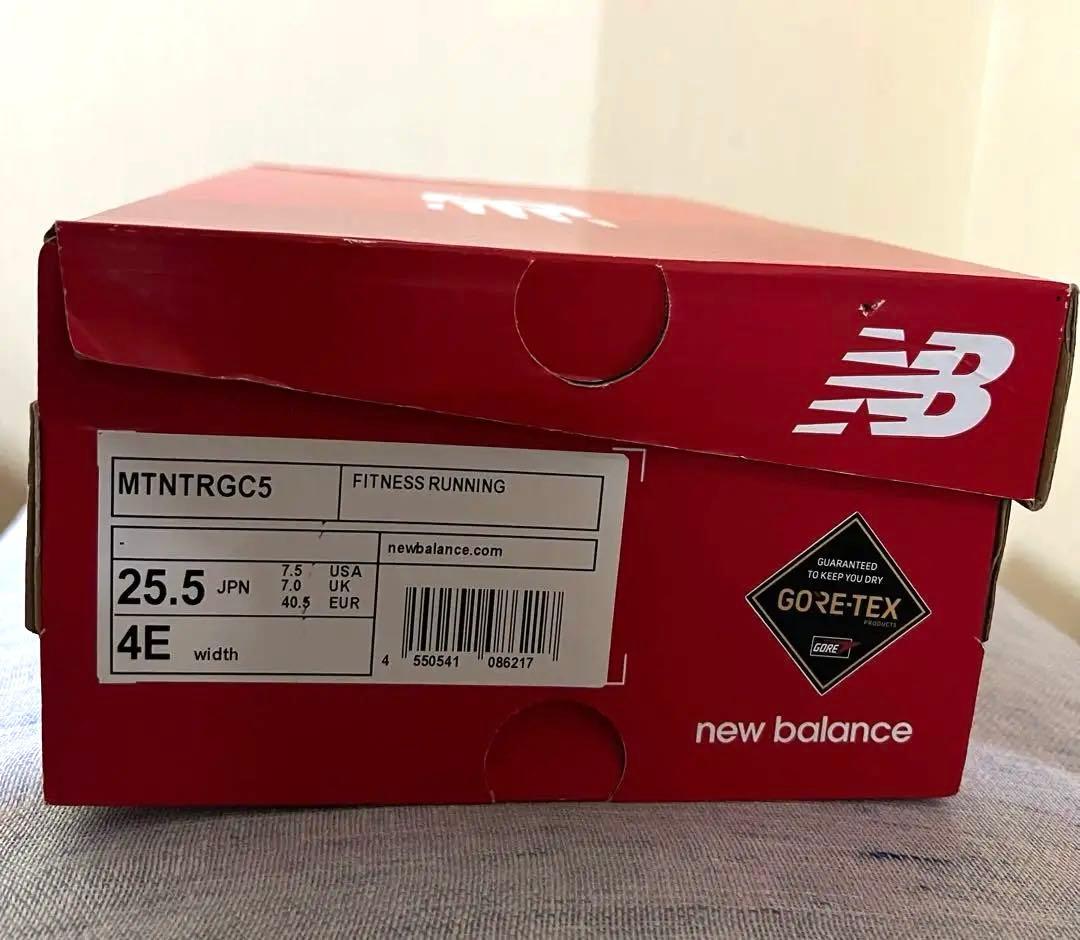 NB
MTNTRGC5
FITNESS RUNNING
-
newbalance.com
25.5 JPN
7.5 USA
7.0 UK
40.5 EUR
4E width
4 550541 086217
GUARANTEED
TO KEEP YOU DRY
GORE-TEX
PRODUCTS
GORE
new balance